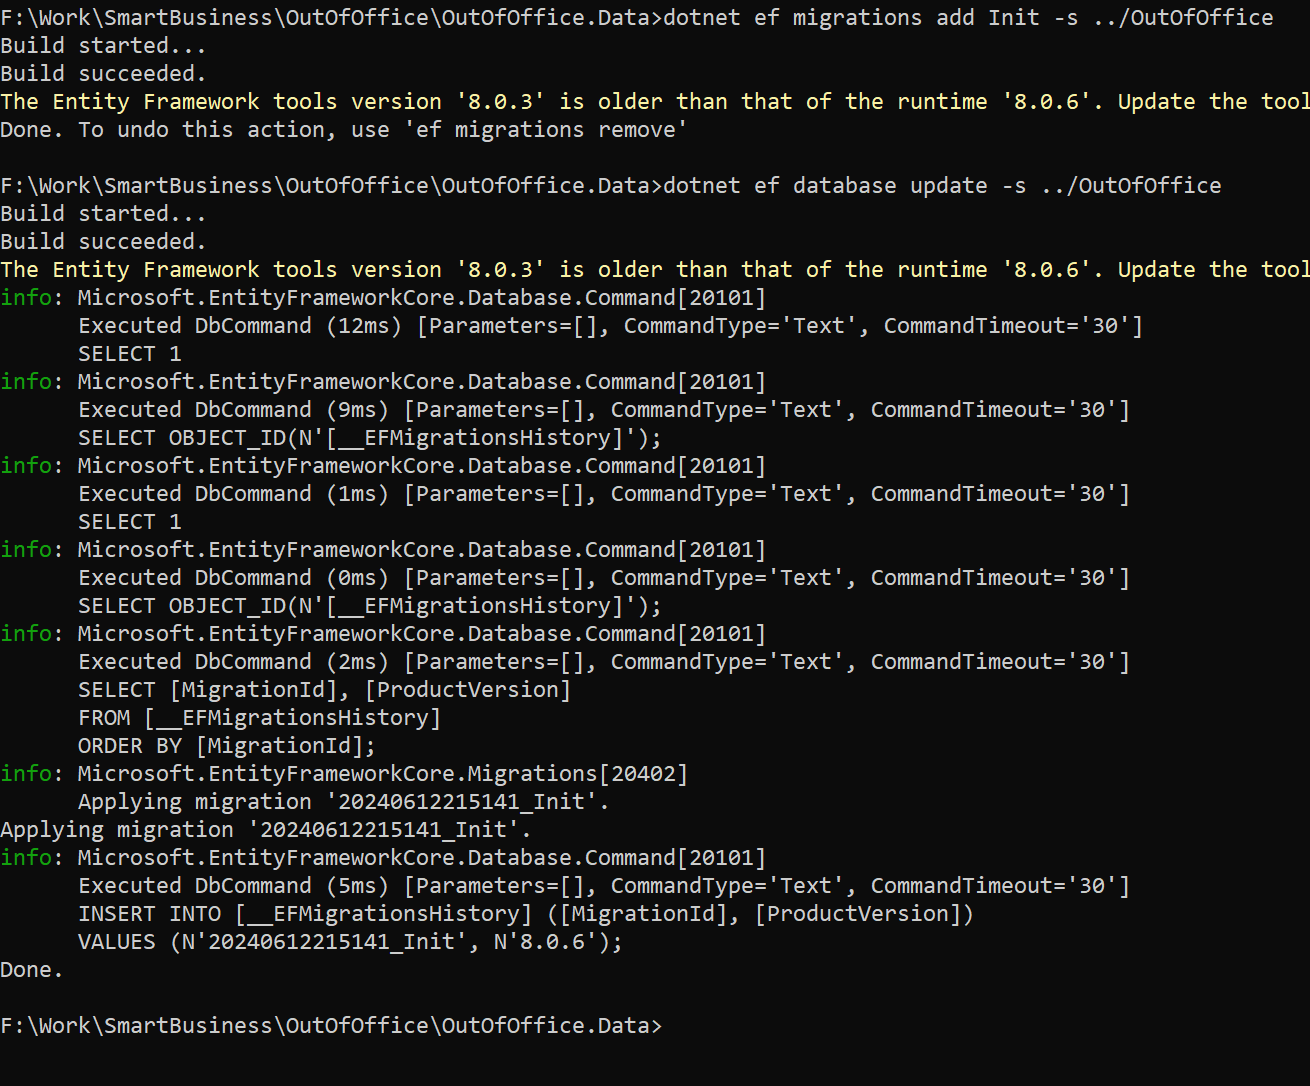 F:\Work\SmartBusiness\OutOfOffice\OutOfOffice.Data>dotnet ef migrations add Init -s ../OutOfOffice
Build started...
Build succeeded.
The Entity Framework tools version '8.0.3' is older than that of the runtime '8.0.6'. Update the tool
Done. To undo this action, use 'ef migrations remove'
F:\Work\SmartBusiness\OutOfOffice\OutOfOffice.Data>dotnet ef database update -s ../OutOfOffice
Build started...
Build succeeded.
The Entity Framework tools version '8.0.3' is older than that of the runtime '8.0.6'. Update the tool
info: Microsoft.EntityFrameworkCore.Database.Command[20101]
Executed DbCommand (12ms) [Parameters=[], CommandType='Text', CommandTimeout='30']
SELECT 1
info: Microsoft.EntityFrameworkCore.Database.Command[20101]
Executed DbCommand (9ms) [Parameters=[], CommandType='Text', CommandTimeout='30']
SELECT OBJECT_ID(N'[__EFMigrationsHistory]');
info: Microsoft.EntityFrameworkCore.Database.Command[20101]
Executed DbCommand (1ms) [Parameters=[], CommandType='Text', CommandTimeout='30']
SELECT 1
info: Microsoft.EntityFrameworkCore.Database.Command[20101]
Executed DbCommand (0ms) [Parameters=[], CommandType='Text', CommandTimeout='30']
SELECT OBJECT_ID(N'[__EFMigrationsHistory]');
info: Microsoft.EntityFrameworkCore.Database.Command[20101]
Executed DbCommand (2ms) [Parameters=[], CommandType='Text', CommandTimeout='30']
SELECT [MigrationId], [ProductVersion]
FROM [__EFMigrationsHistory]
ORDER BY [MigrationId];
info: Microsoft.EntityFrameworkCore.Migrations[20402]
Applying migration '20240612215141_Init'.
Applying migration '20240612215141_Init'.
info: Microsoft.EntityFrameworkCore.Database.Command[20101]
Executed DbCommand (5ms) [Parameters=[], CommandType='Text', CommandTimeout='30']
INSERT INTO [__EFMigrationsHistory] ([MigrationId], [ProductVersion])
VALUES (N'20240612215141_Init', N'8.0.6');
Done.
F:\Work\SmartBusiness\OutOfOffice\OutOfOffice.Data>